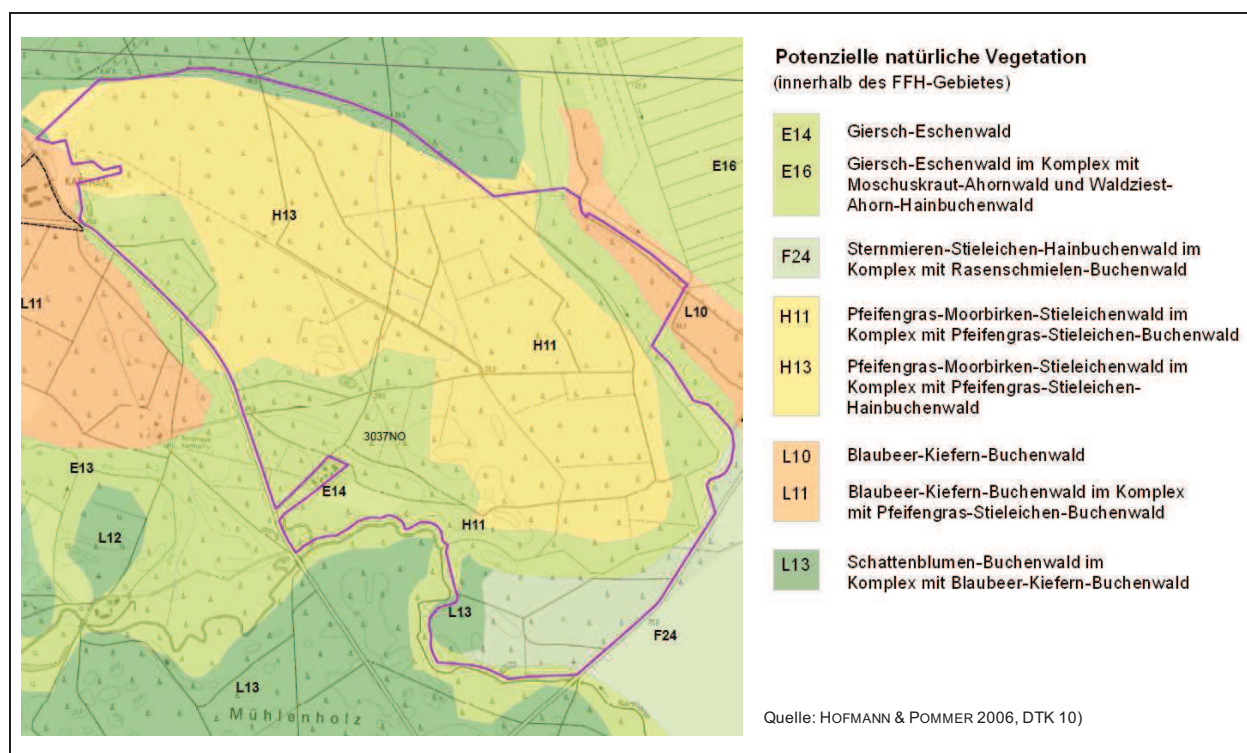 E16
H13
L11
L10
H11
3037NO
E13
E14
L12
H11
L13
F24
L13
Mühlenholz
Potenzielle natürliche Vegetation
(innerhalb des FFH-Gebietes)
E14
Giersch-Eschenwald
E16
Giersch-Eschenwald im Komplex mit
Moschuskraut-Ahornwald und Waldziest-
Ahorn-Hainbuchenwald
F24
Sternmieren-Stieleichen-Hainbuchenwald im
Komplex mit Rasenschmielen-Buchenwald
H11
Pfeifengras-Moorbirken-Stieleichenwald im
Komplex mit Pfeifengras-Stieleichen-Buchenwald
H13
Pfeifengras-Moorbirken-Stieleichenwald im
Komplex mit Pfeifengras-Stieleichen-
Hainbuchenwald
L10
Blaubeer-Kiefern-Buchenwald
L11
Blaubeer-Kiefern-Buchenwald im Komplex
mit Pfeifengras-Stieleichen-Buchenwald
L13
Schattenblumen-Buchenwald im
Komplex mit Blaubeer-Kiefern-Buchenwald
Quelle: HOFMANN & POMMER 2006, DTK 10)